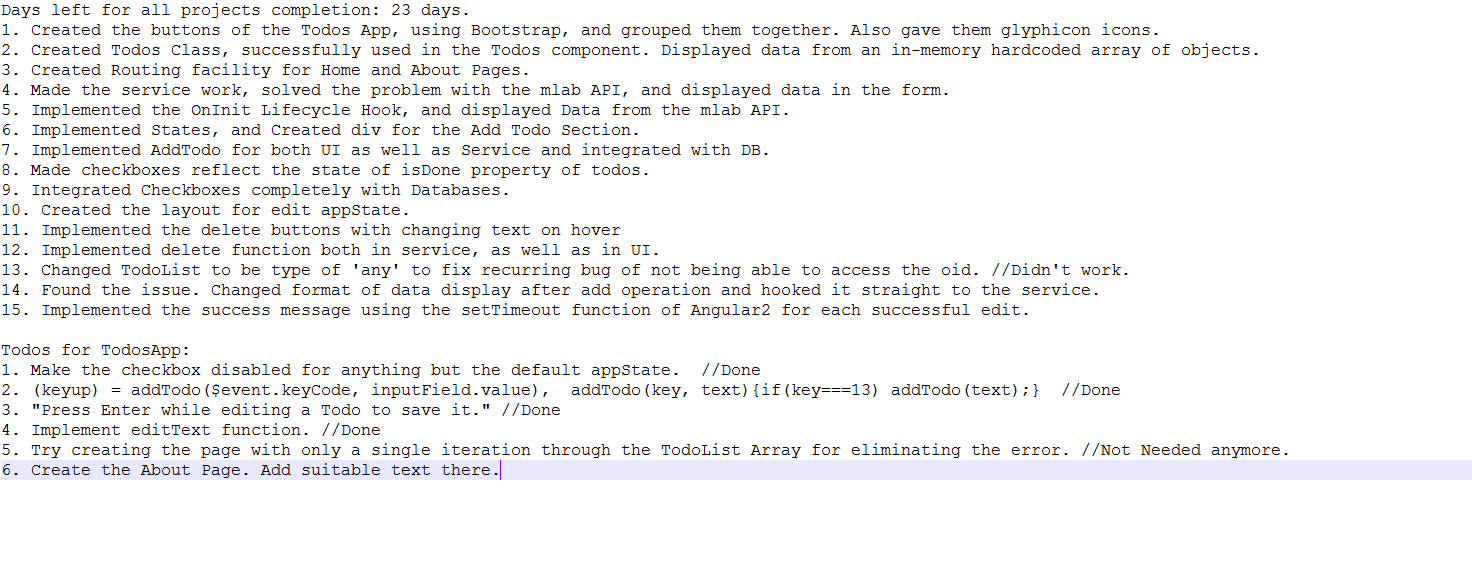 Days left for all projects completion: 23 days.
1. Created the buttons of the Todos App, using Bootstrap, and grouped them together. Also gave them glyphicon icons.
2. Created Todos Class, successfully used in the Todos component. Displayed data from an in-memory hardcoded array of objects.
3. Created Routing facility for Home and About Pages.
4. Made the service work, solved the problem with the mlab API, and displayed data in the form.
5. Implemented the OnInit Lifecycle Hook, and displayed Data from the mlab API.
6. Implemented States, and Created div for the Add Todo Section.
7. Implemented AddTodo for both UI as well as Service and integrated with DB.
8. Made checkboxes reflect the state of isDone property of todos.
9. Integrated Checkboxes completely with Databases.
10. Created the layout for edit appState.
11. Implemented the delete buttons with changing text on hover
12. Implemented delete function both in service, as well as in UI.
13. Changed TodoList to be type of 'any' to fix recurring bug of not being able to access the oid. //Didn't work.
14. Found the issue. Changed format of data display after add operation and hooked it straight to the service.
15. Implemented the success message using the setTimeout function of Angular2 for each successful edit.

Todos for TodosApp:
1. Make the checkbox disabled for anything but the default appState.  //Done
2. (keyup) = addTodo($event.keyCode, inputField.value),  addTodo(key, text){if(key===13) addTodo(text);}  //Done
3. "Press Enter while editing a Todo to save it." //Done
4. Implement editText function. //Done
5. Try creating the page with only a single iteration through the TodoList Array for eliminating the error. //Not Needed anymore.
6. Create the About Page. Add suitable text there.